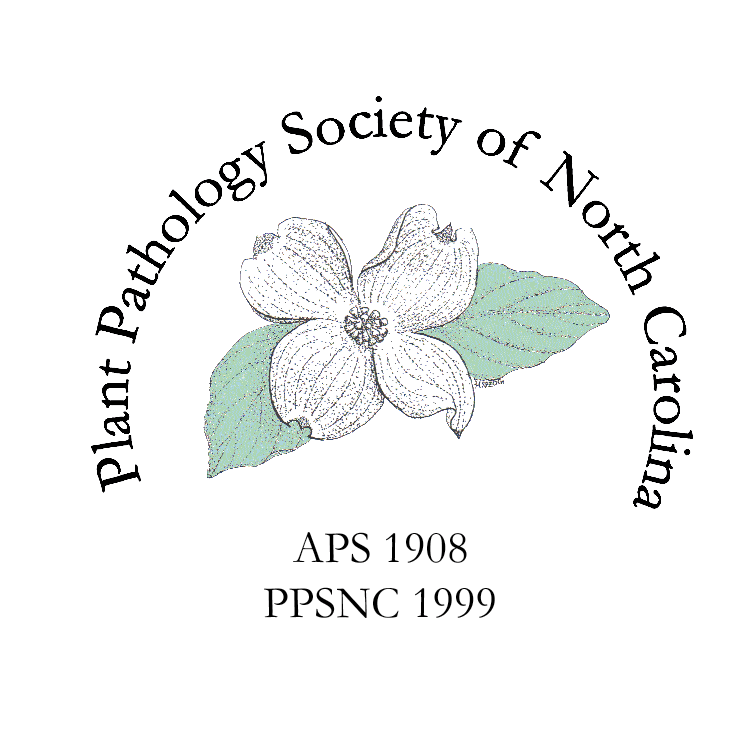 Plant Pathology Society of North Carolina
APS 1908
PPSNC 1999